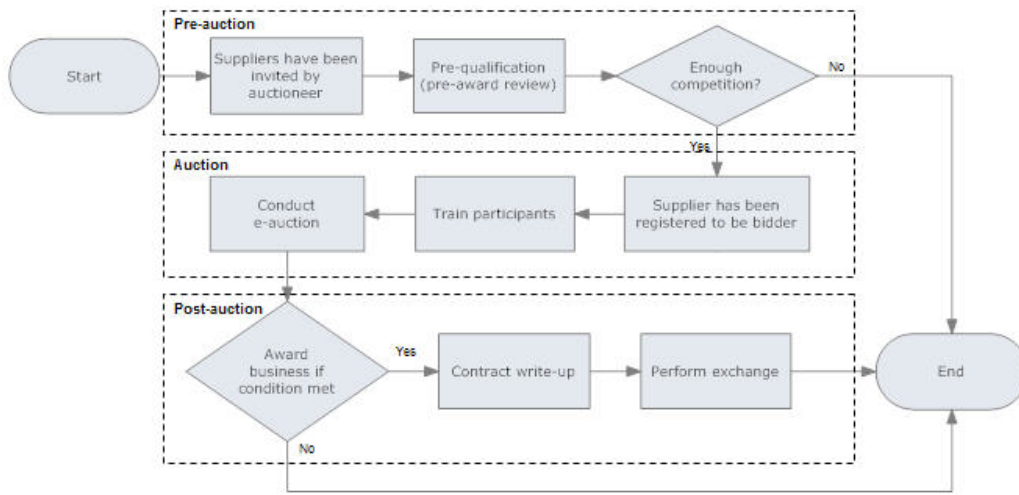 Pre-auction
Start
Suppliers have been
invited by
auctioneer
Pre-qualification
(pre-award review)
Enough
competition?
No
Yes
Auction
Conduct
e-auction
Train participants
Supplier has been
registered to be bidder
Post-auction
Award
business if
condition met
Yes
Contract write-up
Perform exchange
End
No